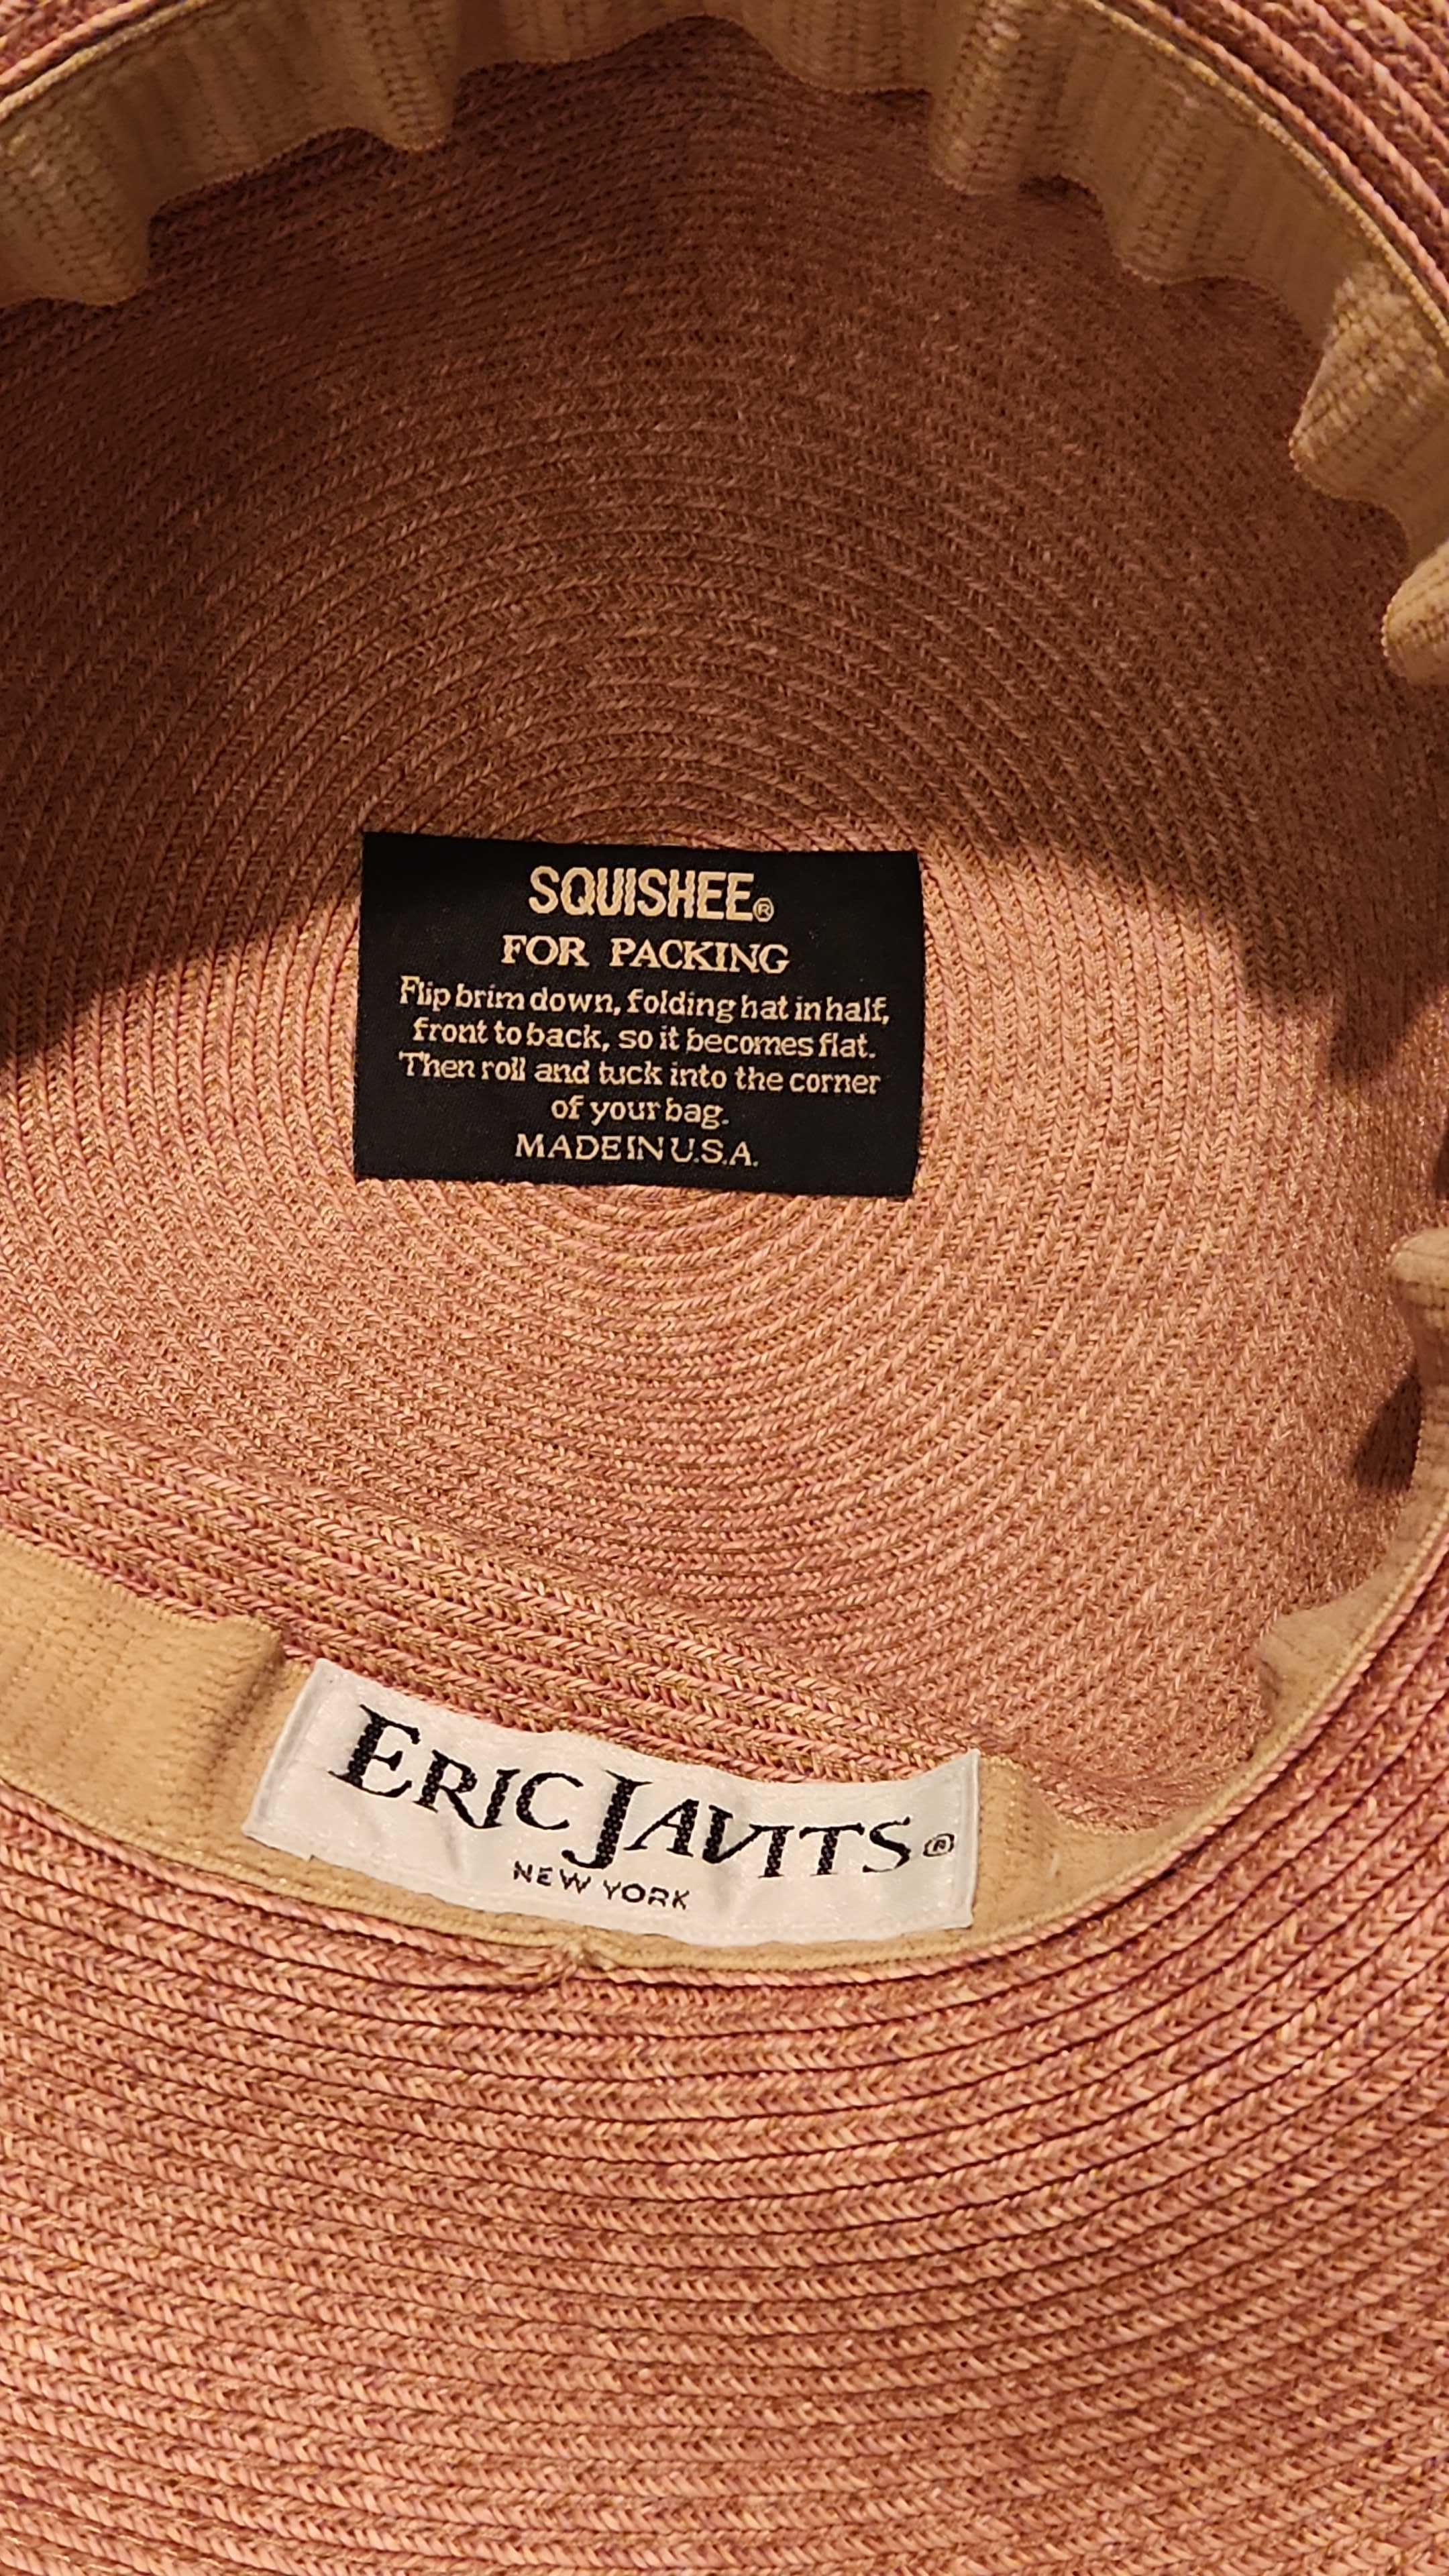 SQUISHEE®
FOR PACKING
Flip brim down, folding hat in half,
front to back, so it becomes flat.
Then roll and tuck into the corner
of your bag.
MADE IN U.S.A.
ERIC JAVITS®
NEW YORK